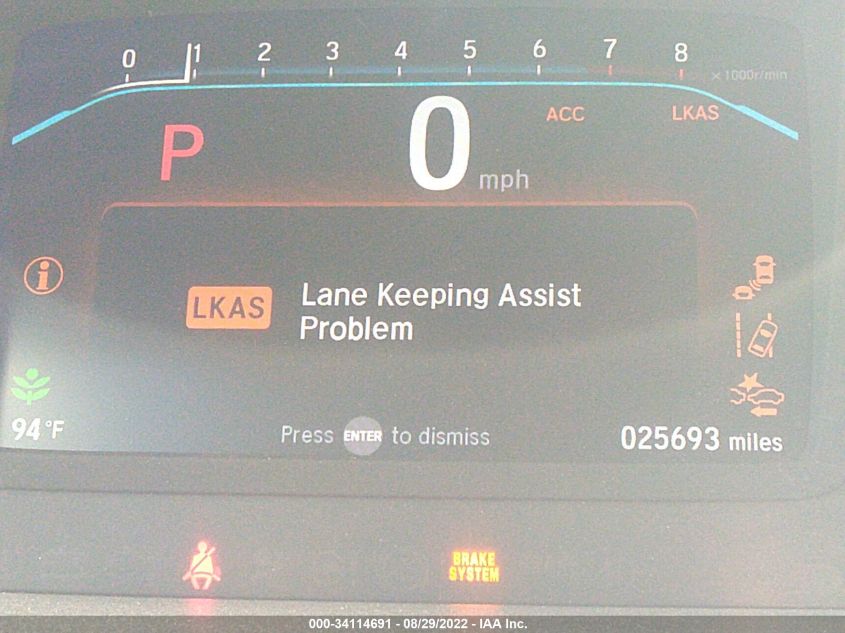 0 1 2 3 4 5 6 7 8
×1000r/min
P 0 mph ACC LKAS
LKAS Lane Keeping Assist
Problem
94°F
Press ENTER to dismiss
025693 miles
BRAKE
SYSTEM
000-34114691 - 08/29/2022 - IAA Inc.